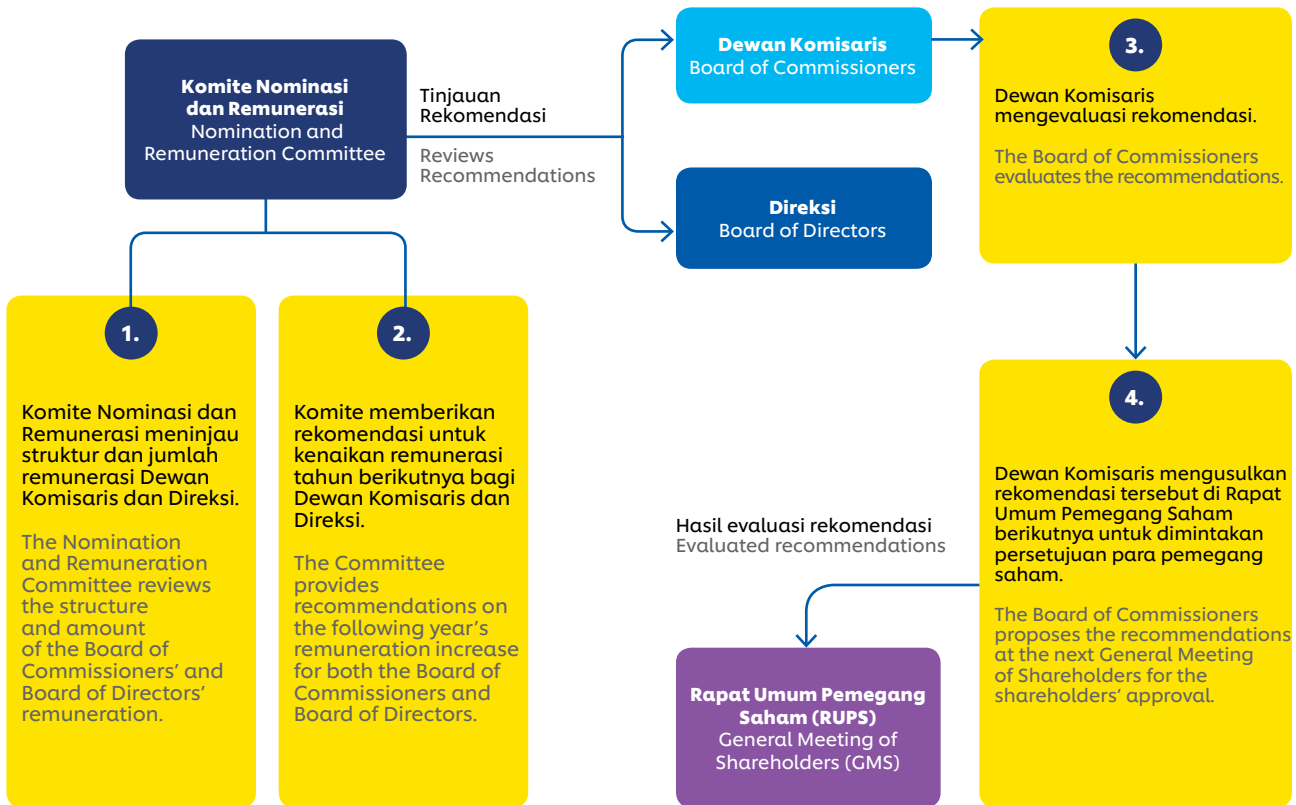 Komite Nominasi
dan Remunerasi
Nomination and
Remuneration Committee
Tinjauan
Rekomendasi
Reviews
Recommendations
Dewan Komisaris
Board of Commissioners
Direksi
Board of Directors
1.
Komite Nominasi dan
Remunerasi meninjau
struktur dan jumlah
remunerasi Dewan
Komisaris dan Direksi.
The Nomination
and Remuneration
Committee reviews
the structure
and amount
of the Board of
Commissioners’ and
Board of Directors’
remuneration.
2.
Komite memberikan
rekomendasi untuk
kenaikan remunerasi
tahun berikutnya bagi
Dewan Komisaris dan
Direksi.
The Committee
provides
recommendations on
the following year’s
remuneration increase
for both the Board of
Commissioners and
Board of Directors.
3.
Dewan Komisaris
mengevaluasi rekomendasi.
The Board of Commissioners
evaluates the recommendations.
4.
Dewan Komisaris mengusulkan
rekomendasi tersebut di Rapat
Umum Pemegang Saham
berikutnya untuk dimintakan
persetujuan para pemegang
saham.
The Board of Commissioners
proposes the recommendations
at the next General Meeting
of Shareholders for the
shareholders’ approval.
Hasil evaluasi rekomendasi
Evaluated recommendations
Rapat Umum Pemegang
Saham (RUPS)
General Meeting of
Shareholders (GMS)